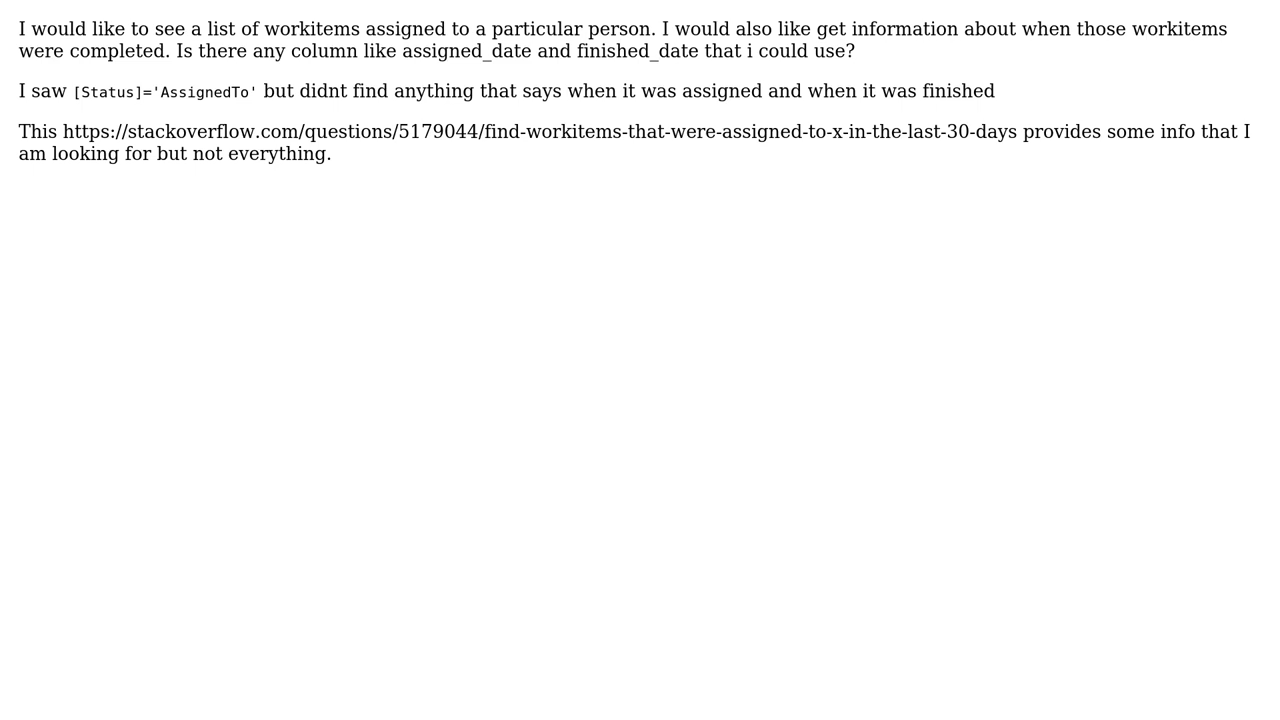 I would like to see a list of workitems assigned to a particular person. I would also like get information about when those workitems
were completed. Is there any column like assigned_date and finished_date that i could use?
I saw [Status]='AssignedTo' but didnt find anything that says when it was assigned and when it was finished
This https://stackoverflow.com/questions/5179044/find-workitems-that-were-assigned-to-x-in-the-last-30-days provides some info that I
am looking for but not everything.